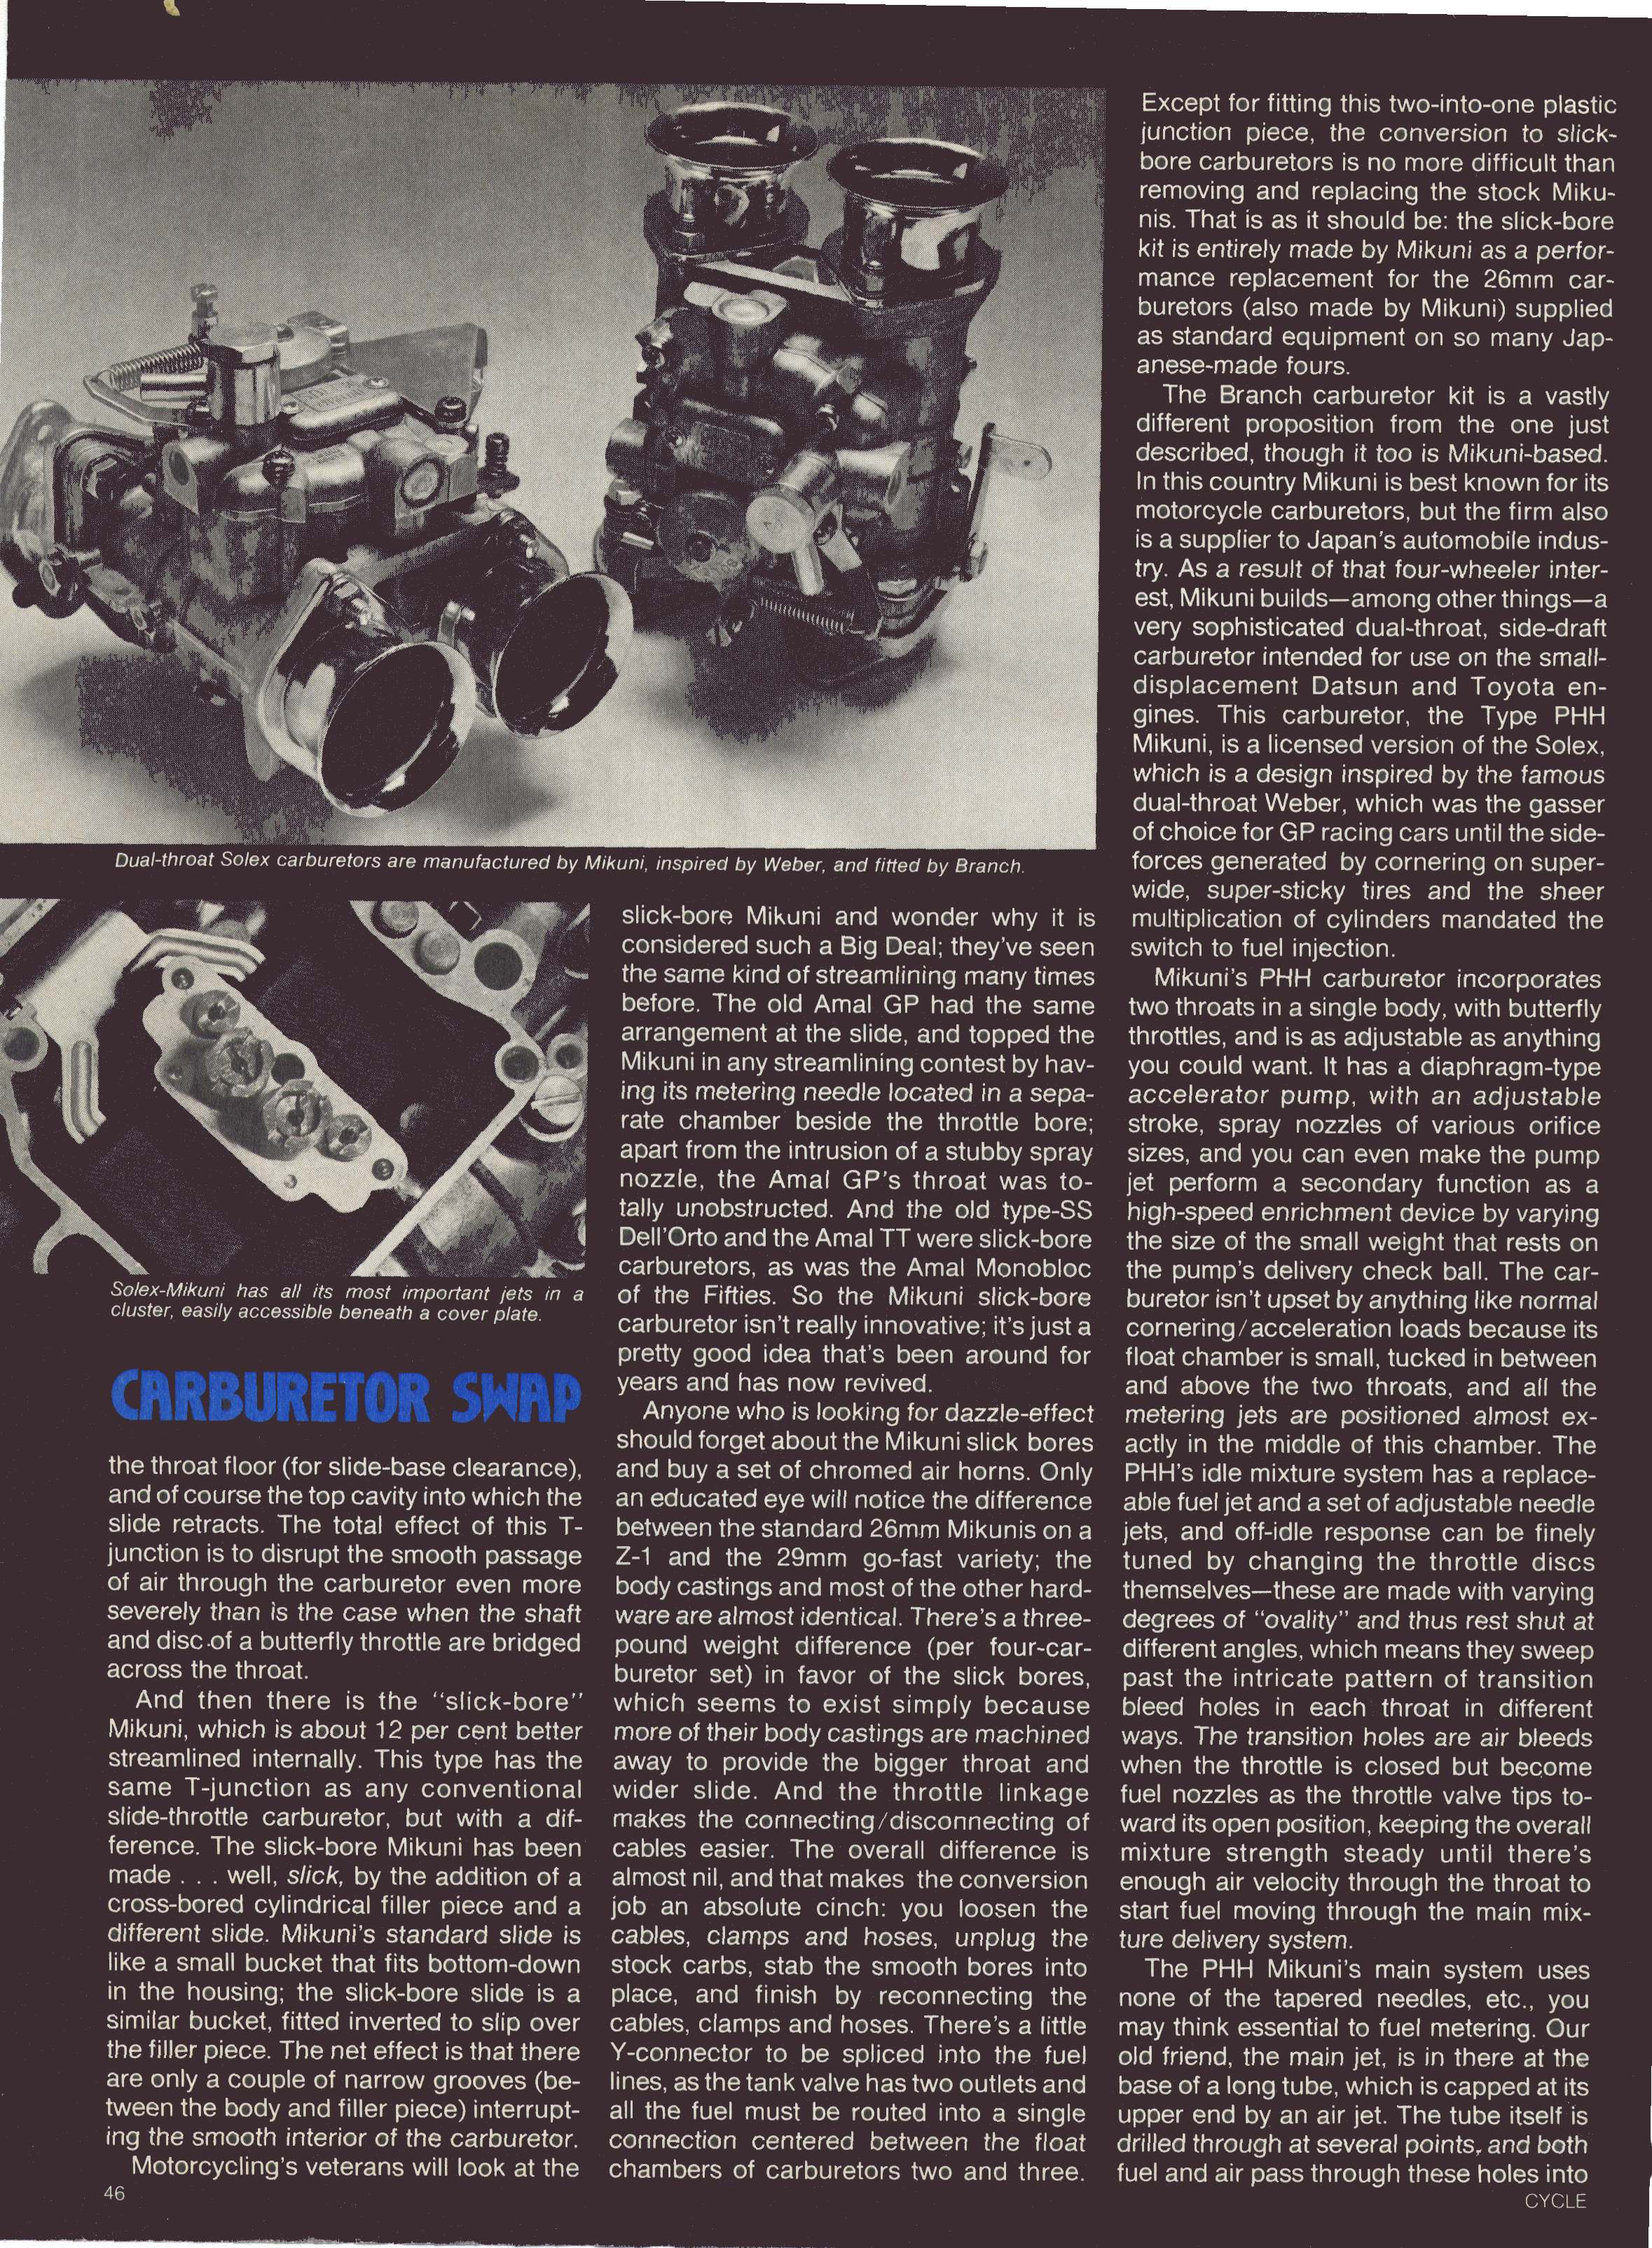 Dual-throat Solex carburetors are manufactured by Mikuni, inspired by Weber, and fitted by Branch.
Solex-Mikuni has all its most important jets in a
cluster, easily accessible beneath a cover plate.
CARBURETOR SWAP
the throat floor (for slide-base clearance),
and of course the top cavity into which the
slide retracts. The total effect of this T-
junction is to disrupt the smooth passage
of air through the carburetor even more
severely than is the case when the shaft
and disc of a butterfly throttle are bridged
across the throat.
And then there is the "slick-bore"
Mikuni, which is about 12 per cent better
streamlined internally. This type has the
same T-junction as any conventional
slide-throttle carburetor, but with a dif-
ference. The slick-bore Mikuni has been
made . . . well, slick, by the addition of a
cross-bored cylindrical filler piece and a
different slide. Mikuni's standard slide is
like a small bucket that fits bottom-down
in the housing; the slick-bore slide is a
similar bucket, fitted inverted to slip over
the filler piece. The net effect is that there
are only a couple of narrow grooves (be-
tween the body and filler piece) interrupt-
ing the smooth interior of the carburetor.
Motorcycling's veterans will look at the
slick-bore Mikuni and wonder why it is
considered such a Big Deal; they've seen
the same kind of streamlining many times
before. The old Amal GP had the same
arrangement at the slide, and topped the
Mikuni in any streamlining contest by hav-
ing its metering needle located in a sepa-
rate chamber beside the throttle bore;
apart from the intrusion of a stubby spray
nozzle, the Amal GP's throat was to-
tally unobstructed. And the old type-SS
Dell'Orto and the Amal TT were slick-bore
carburetors, as was the Amal Monobloc
of the Fifties. So the Mikuni slick-bore
carburetor isn't really innovative; it's just a
pretty good idea that's been around for
years and has now revived.
Anyone who is looking for dazzle-effect
should forget about the Mikuni slick bores
and buy a set of chromed air horns. Only
an educated eye will notice the difference
between the standard 26mm Mikunis on a
Z-1 and the 29mm go-fast variety; the
body castings and most of the other hard-
ware are almost identical. There's a three-
pound weight difference (per four-car-
buretor set) in favor of the slick bores,
which seems to exist simply because
more of their body castings are machined
away to provide the bigger throat and
wider slide. And the throttle linkage
makes the connecting/disconnecting of
cables easier. The overall difference is
almost nil, and that makes the conversion
job an absolute cinch: you loosen the
cables, clamps and hoses, unplug the
stock carbs, stab the smooth bores into
place, and finish by reconnecting the
cables, clamps and hoses. There's a little
Y-connector to be spliced into the fuel
lines, as the tank valve has two outlets and
all the fuel must be routed into a single
connection centered between the float
chambers of carburetors two and three.
Except for fitting this two-into-one plastic
junction piece, the conversion to slick-
bore carburetors is no more difficult than
removing and replacing the stock Miku-
nis. That is as it should be: the slick-bore
kit is entirely made by Mikuni as a perfor-
mance replacement for the 26mm car-
buretors (also made by Mikuni) supplied
as standard equipment on so many Jap-
anese-made fours.
The Branch carburetor kit is a vastly
different proposition from the one just
described, though it too is Mikuni-based.
In this country Mikuni is best known for its
motorcycle carburetors, but the firm also
is a supplier to Japan's automobile indus-
try. As a result of that four-wheeler inter-
est, Mikuni builds—among other things—a
very sophisticated dual-throat, side-draft
carburetor intended for use on the small-
displacement Datsun and Toyota en-
gines. This carburetor, the Type PHH
Mikuni, is a licensed version of the Solex,
which is a design inspired by the famous
dual-throat Weber, which was the gasser
of choice for GP racing cars until the side-
forces generated by cornering on super-
wide, super-sticky tires and the sheer
multiplication of cylinders mandated the
switch to fuel injection.
Mikuni's PHH carburetor incorporates
two throats in a single body, with butterfly
throttles, and is as adjustable as anything
you could want. It has a diaphragm-type
accelerator pump, with an adjustable
stroke, spray nozzles of various orifice
sizes, and you can even make the pump
jet perform a secondary function as a
high-speed enrichment device by varying
the size of the small weight that rests on
the pump's delivery check ball. The car-
buretor isn't upset by anything like normal
cornering/acceleration loads because its
float chamber is small, tucked in between
and above the two throats, and all the
metering jets are positioned almost ex-
actly in the middle of this chamber. The
PHH's idle mixture system has a replace-
able fuel jet and a set of adjustable needle
jets, and off-idle response can be finely
tuned by changing the throttle discs
themselves—these are made with varying
degrees of "ovality" and thus rest shut at
different angles, which means they sweep
past the intricate pattern of transition
bleed holes in each throat in different
ways. The transition holes are air bleeds
when the throttle is closed but become
fuel nozzles as the throttle valve tips to-
ward its open position, keeping the overall
mixture strength steady until there's
enough air velocity through the throat to
start fuel moving through the main mix-
ture delivery system.
The PHH Mikuni's main system uses
none of the tapered needles, etc., you
may think essential to fuel metering. Our
old friend, the main jet, is in there at the
base of a long tube, which is capped at its
upper end by an air jet. The tube itself is
drilled through at several points, and both
fuel and air pass through these holes into
46
CYCLE